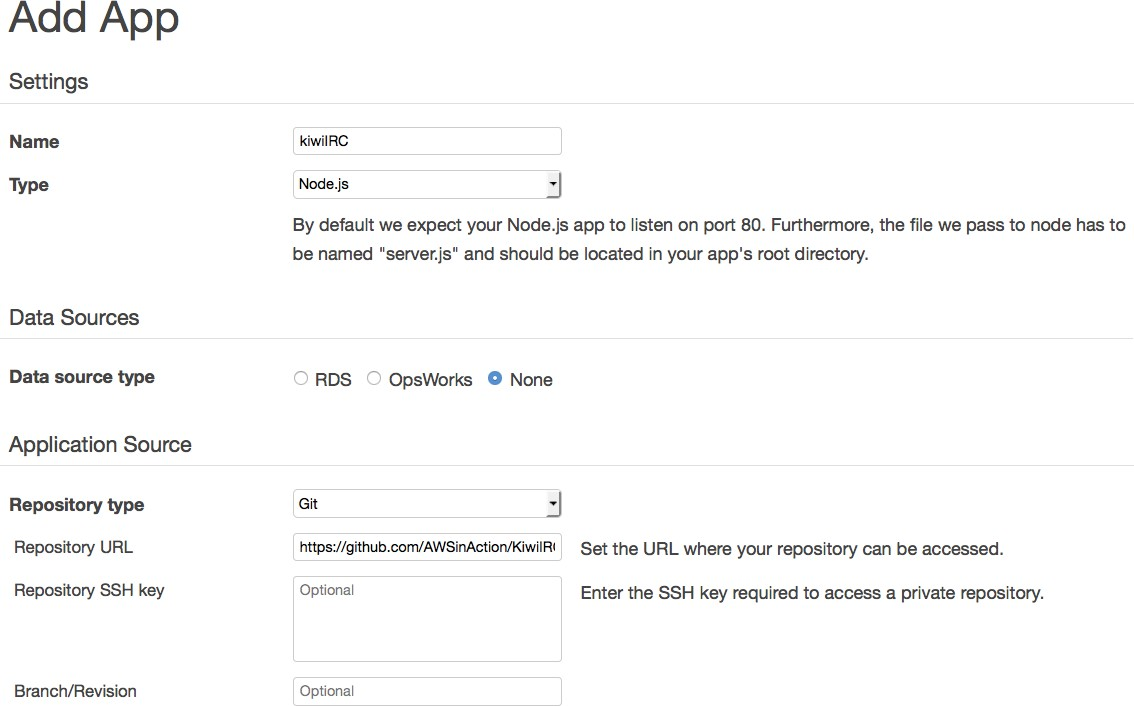 Add App
Settings
Name kiwiIRC
Type Node.js
By default we expect your Node.js app to listen on port 80. Furthermore, the file we pass to node has to
be named "server.js" and should be located in your app's root directory.
Data Sources
Data source type RDS OpsWorks None
Application Source
Repository type Git
Repository URL https://github.com/AWSinAction/KiwiIR Set the URL where your repository can be accessed.
Repository SSH key Optional Enter the SSH key required to access a private repository.
Branch/Revision Optional